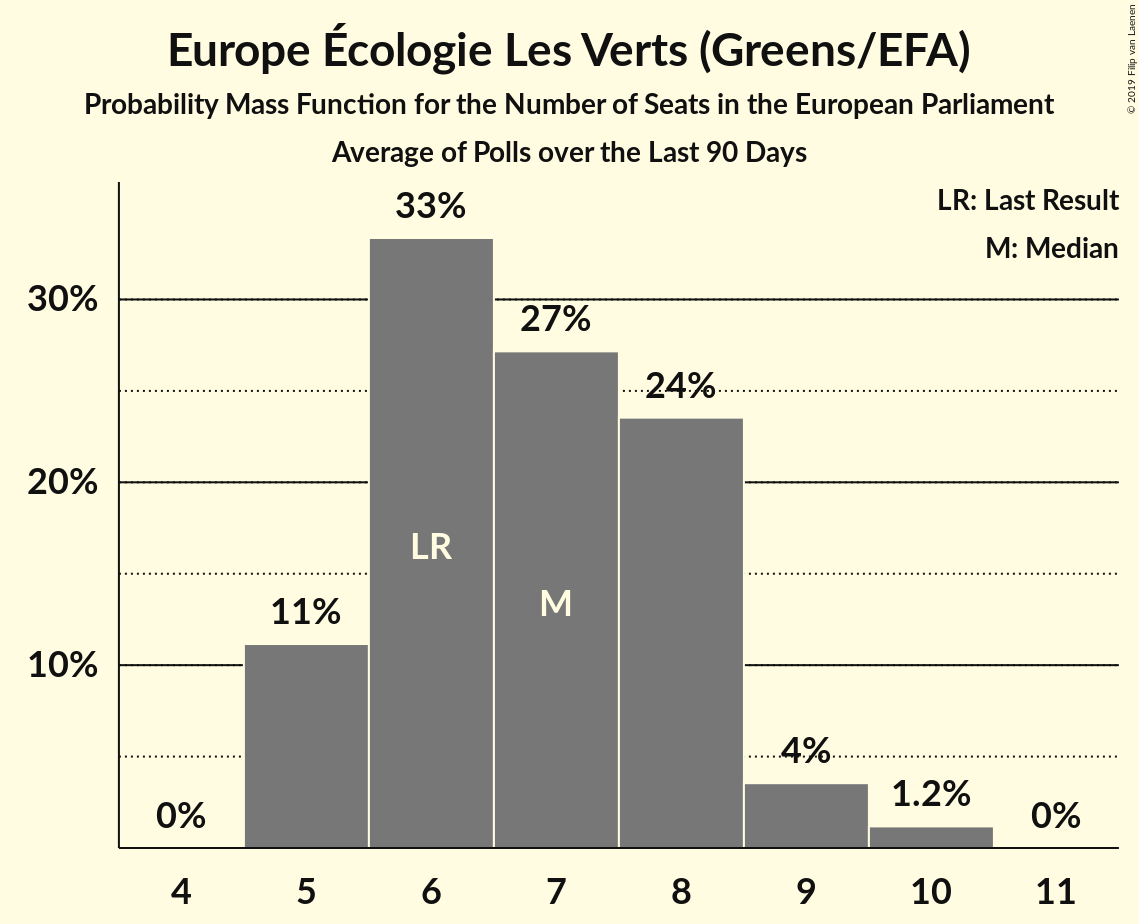 Europe Écologie Les Verts (Greens/EFA)
Probability Mass Function for the Number of Seats in the European Parliament
Average of Polls over the Last 90 Days
© 2019 Filip van Laenen
LR: Last Result
M: Median
33%
30%
27%
24%
20%
LR
M
11%
10%
4%
1.2%
0%
0%
4 5 6 7 8 9 10 11